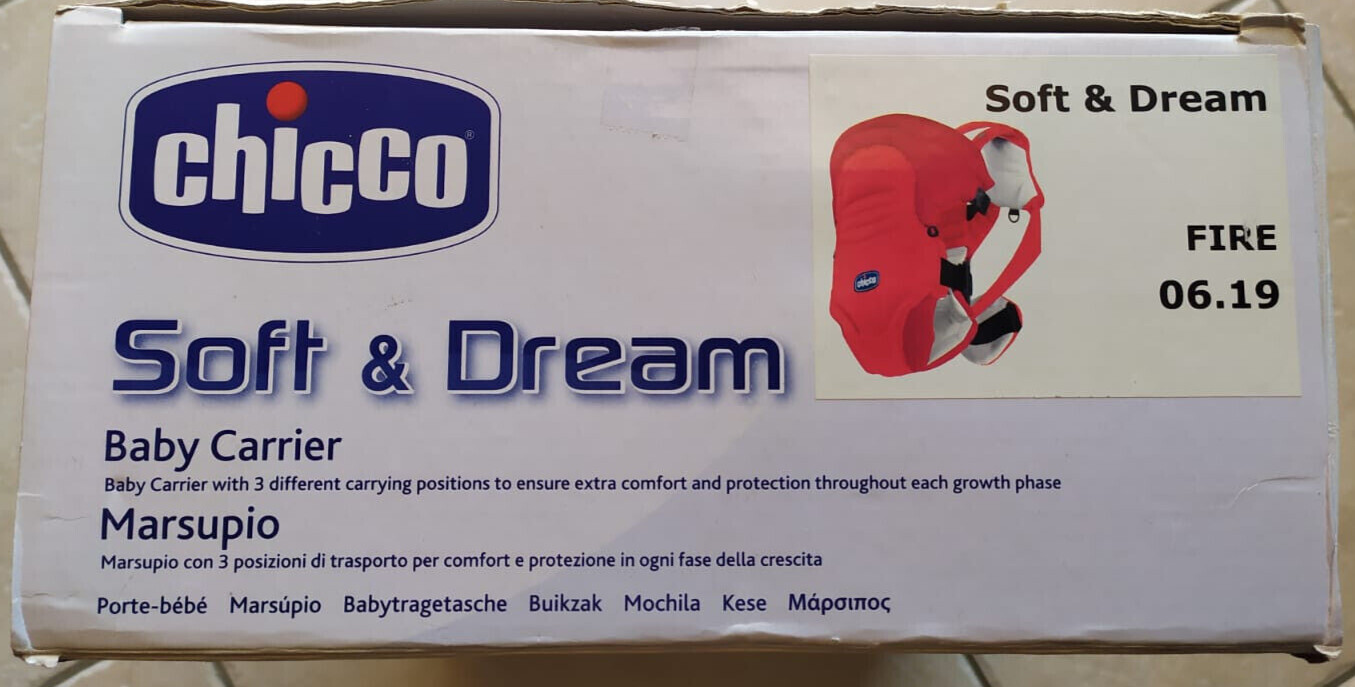 chicco®
Soft & Dream
Baby Carrier
Baby Carrier with 3 different carrying positions to ensure extra comfort and protection throughout each growth phase
Marsupio
Marsupio con 3 posizioni di trasporto per comfort e protezione in ogni fase della crescita
Porte-bébé Marsúpio Babytragetasche Buikzak Mochila Kese Μάρσιπος
Soft & Dream
chicco
FIRE
06.19